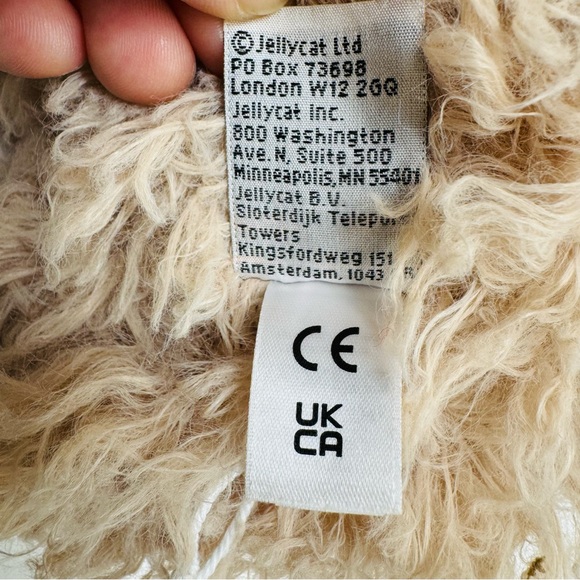 ©Jellycat Ltd
PO Box 73698
London W12 2GQ
Jellycat Inc.
800 Washington
Ave. N, Suite 500
Minneapolis, MN 55401
Jellycat B.V.
Sloterdijk
Towers
Kingsfordweg 151
Amsterdam, 1043
CE
UK
CA